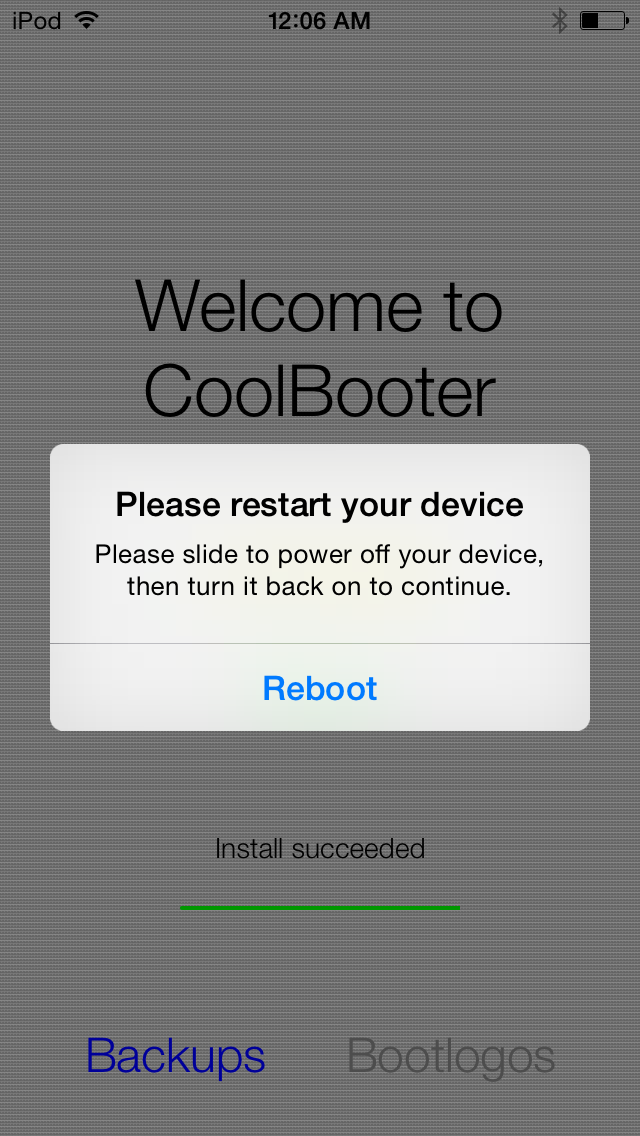 iPod 12:06 AM
Welcome to
CoolBooter
Please restart your device
Please slide to power off your device,
then turn it back on to continue.
Reboot
Install succeeded
Backups Bootlogos